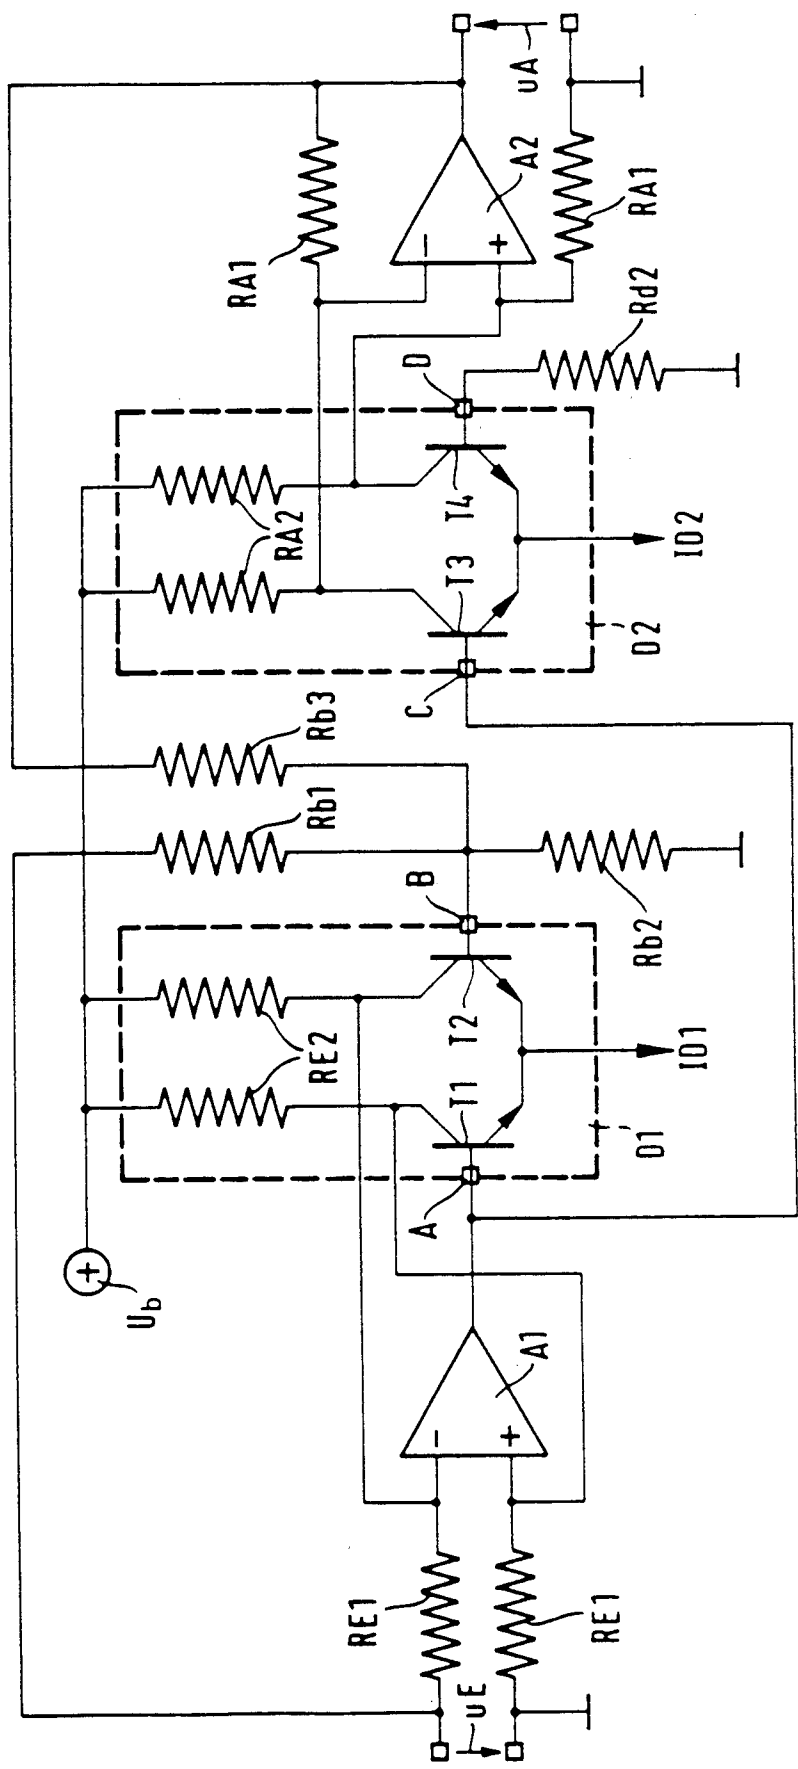 uA
A2
RA1
RA1
Rd2
D
RA2
T4
T3
ID2
D2
C
Rb3
Rb1
B
Rb2
RE2
T2
T1
ID1
D1
A
+
Ub
A1
−
+
−
+
RE1
RE1
uE